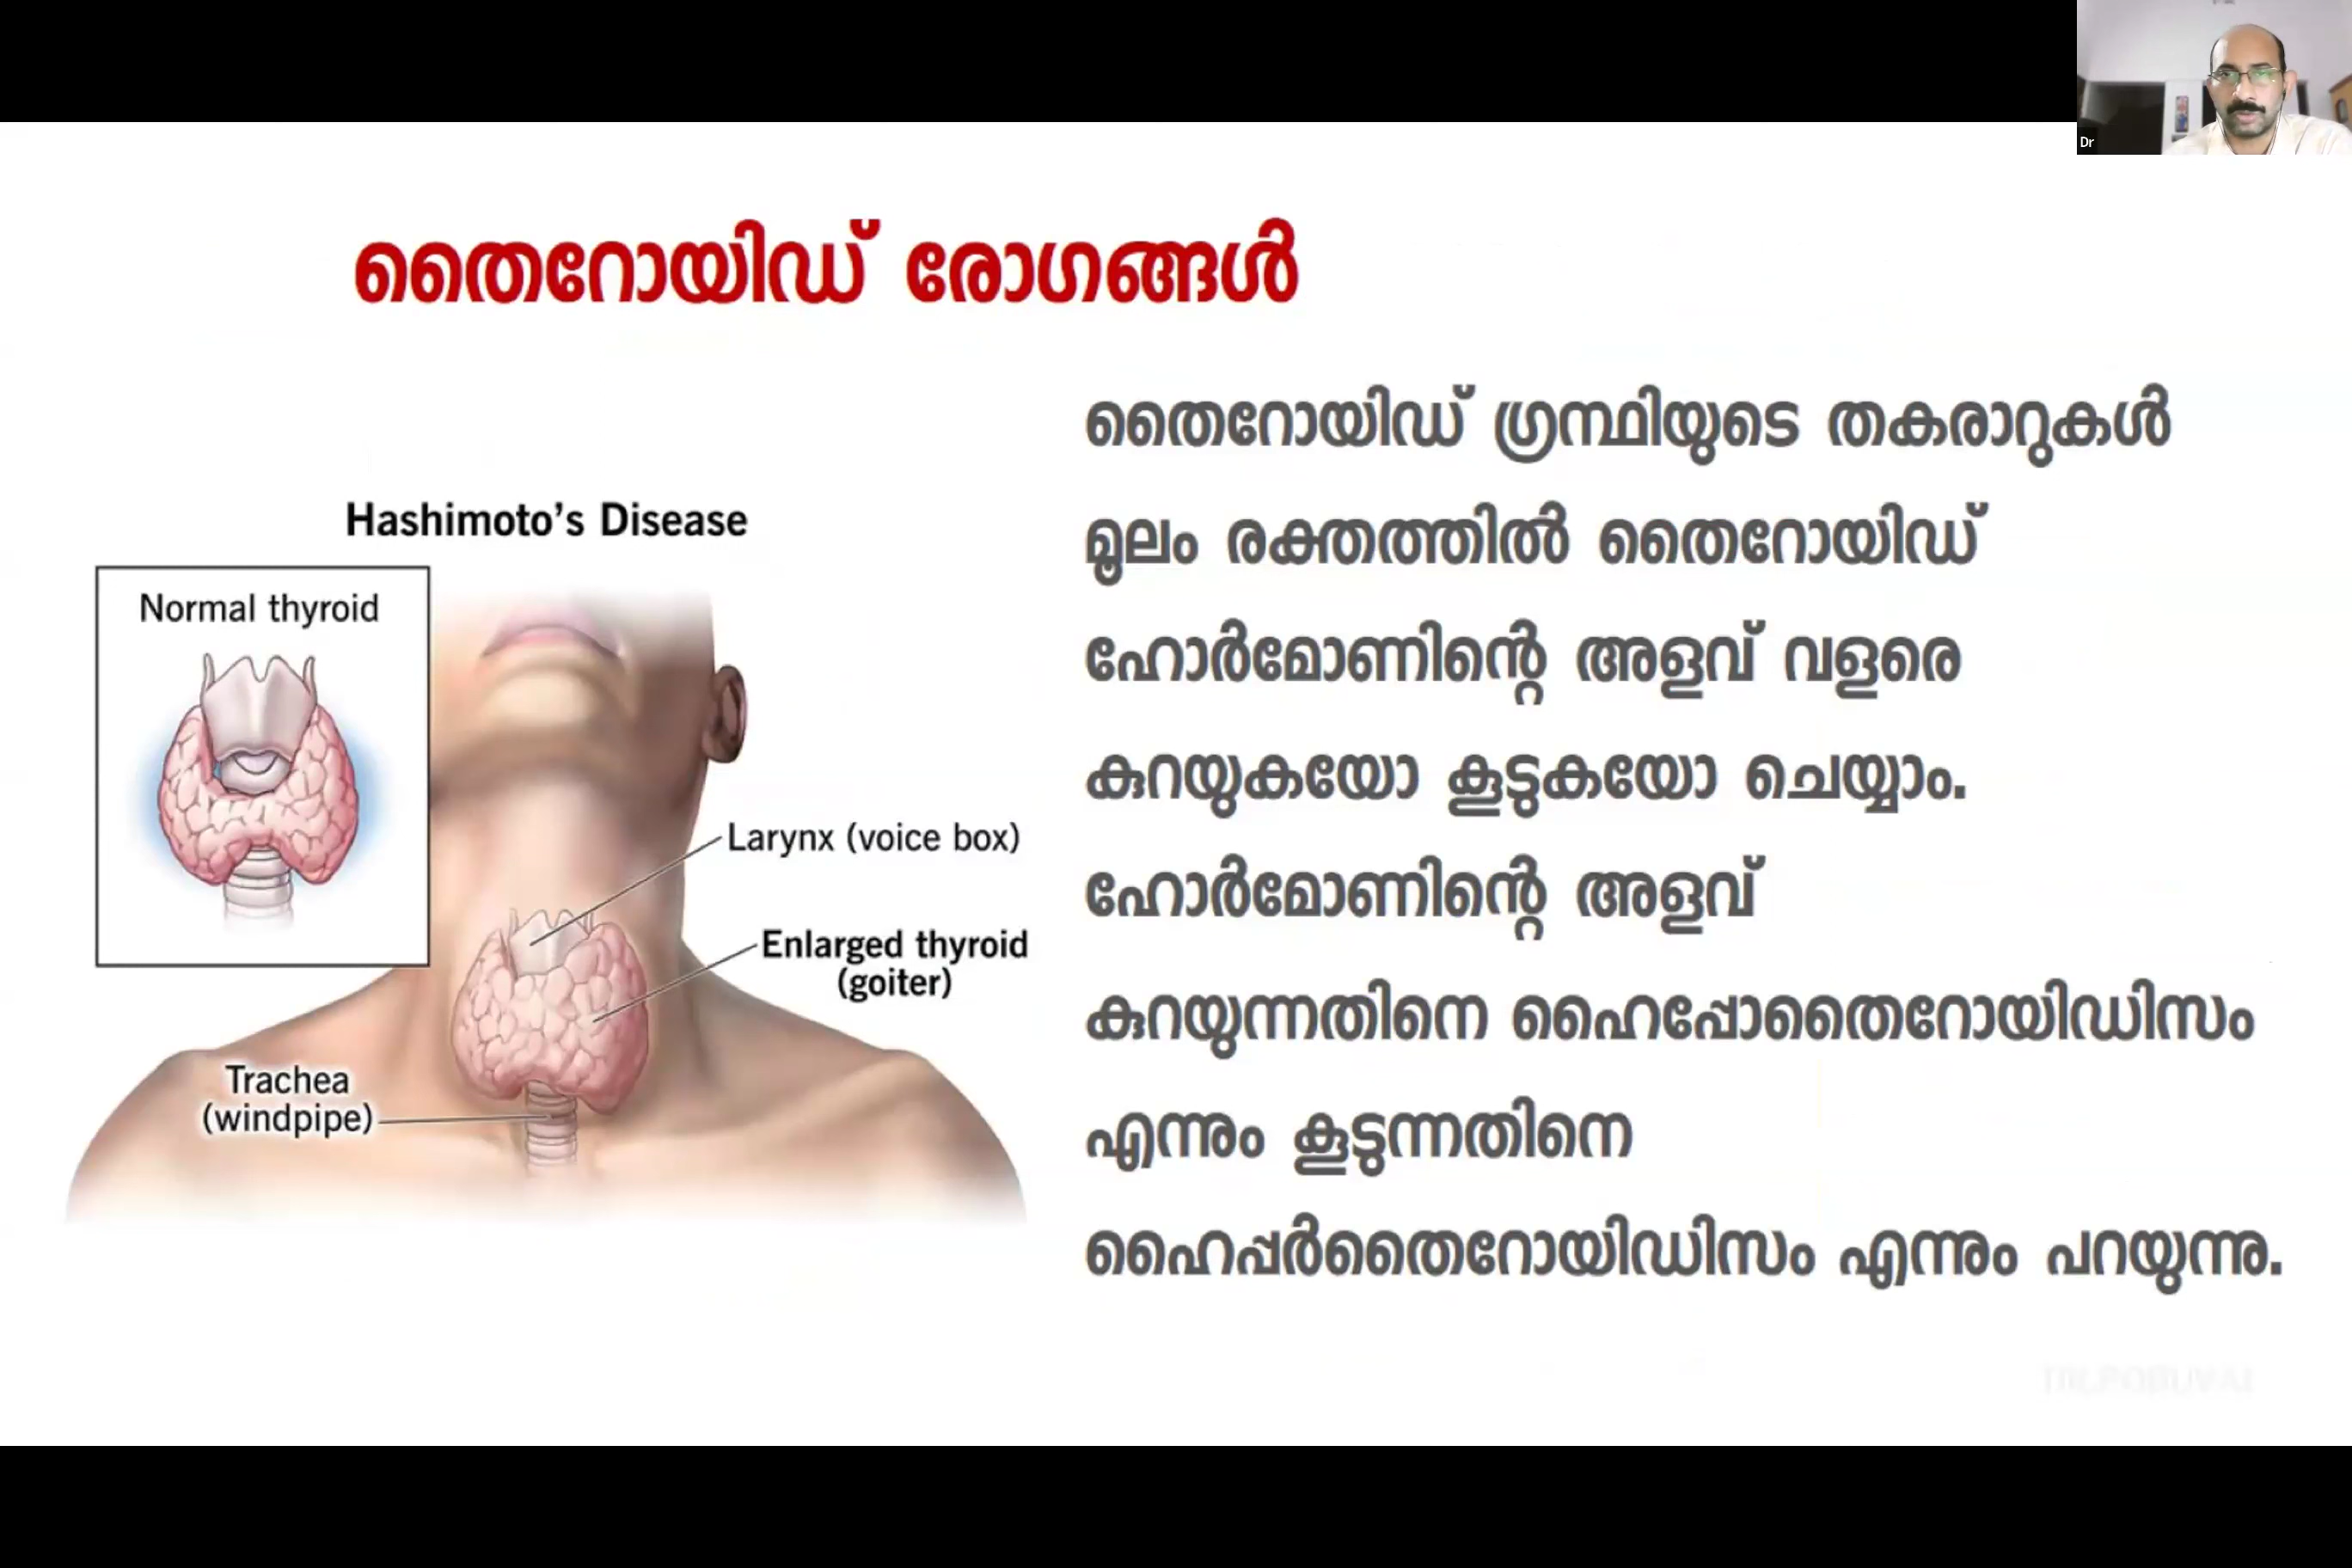 Dr
തൈറോയിഡ് രോഗങ്ങൾ
Hashimoto's Disease
Normal thyroid
Larynx (voice box)
Enlarged thyroid
(goiter)
Trachea
(windpipe)
തൈറോയിഡ് ഗ്രന്ഥിയുടെ തകരാറുകൾ
മൂലം രക്തത്തിൽ തൈറോയിഡ്
ഹോർമോണിന്റെ അളവ് വളരെ
കുറയുകയോ കൂടുകയോ ചെയ്യാം.
ഹോർമോണിന്റെ അളവ്
കുറയുന്നതിനെ ഹൈപ്പോതൈറോയിഡിസം
എന്നും കൂടുന്നതിനെ
ഹൈപ്പർതൈറോയിഡിസം എന്നും പറയുന്നു.